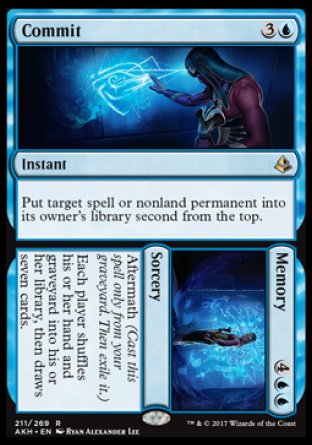 Commit 3
Instant
Put target spell or nonland permanent into
its owner's library second from the top.
Memory 4
Sorcery
Aftermath (Cast this
spell only from your
graveyard. Then exile it.)
Each player shuffles
his or her hand and
graveyard into his or
her library, then draws
seven cards.
211/269 R
AKH • EN RYAN ALEXANDER LEE
™ & © 2017 Wizards of the Coast